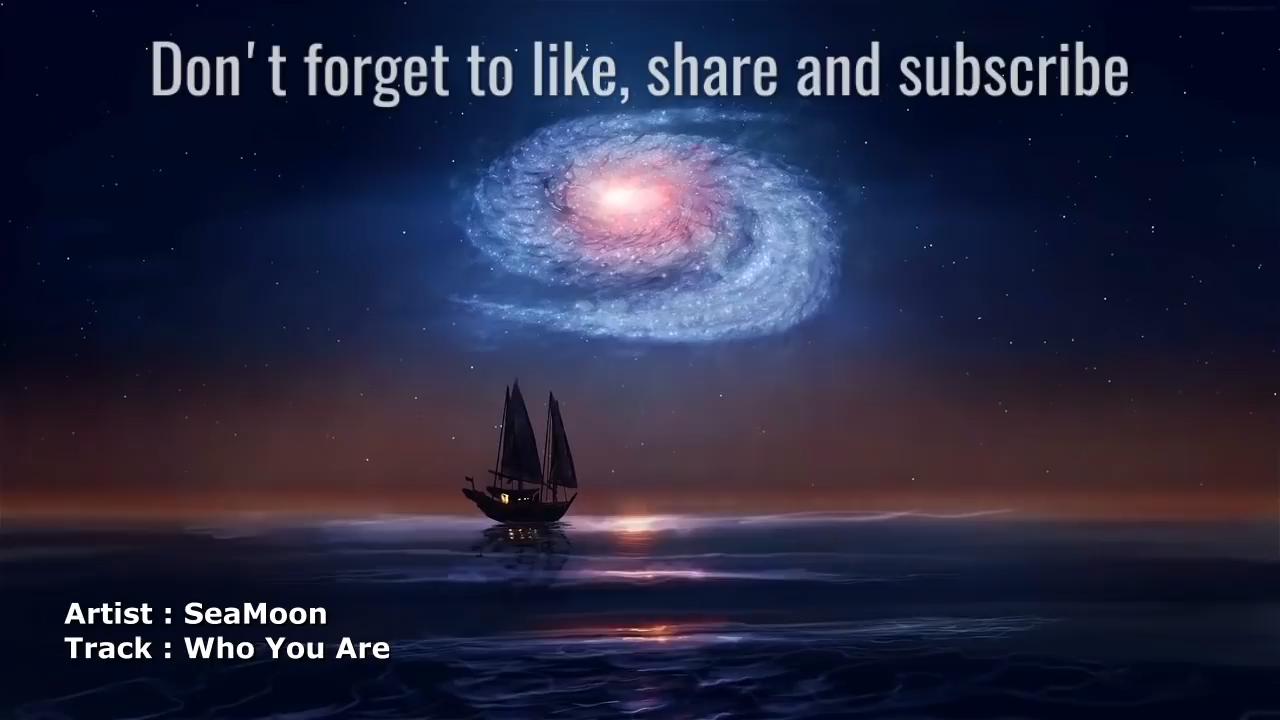 Don't forget to like, share and subscribe
Artist : SeaMoon
Track : Who You Are